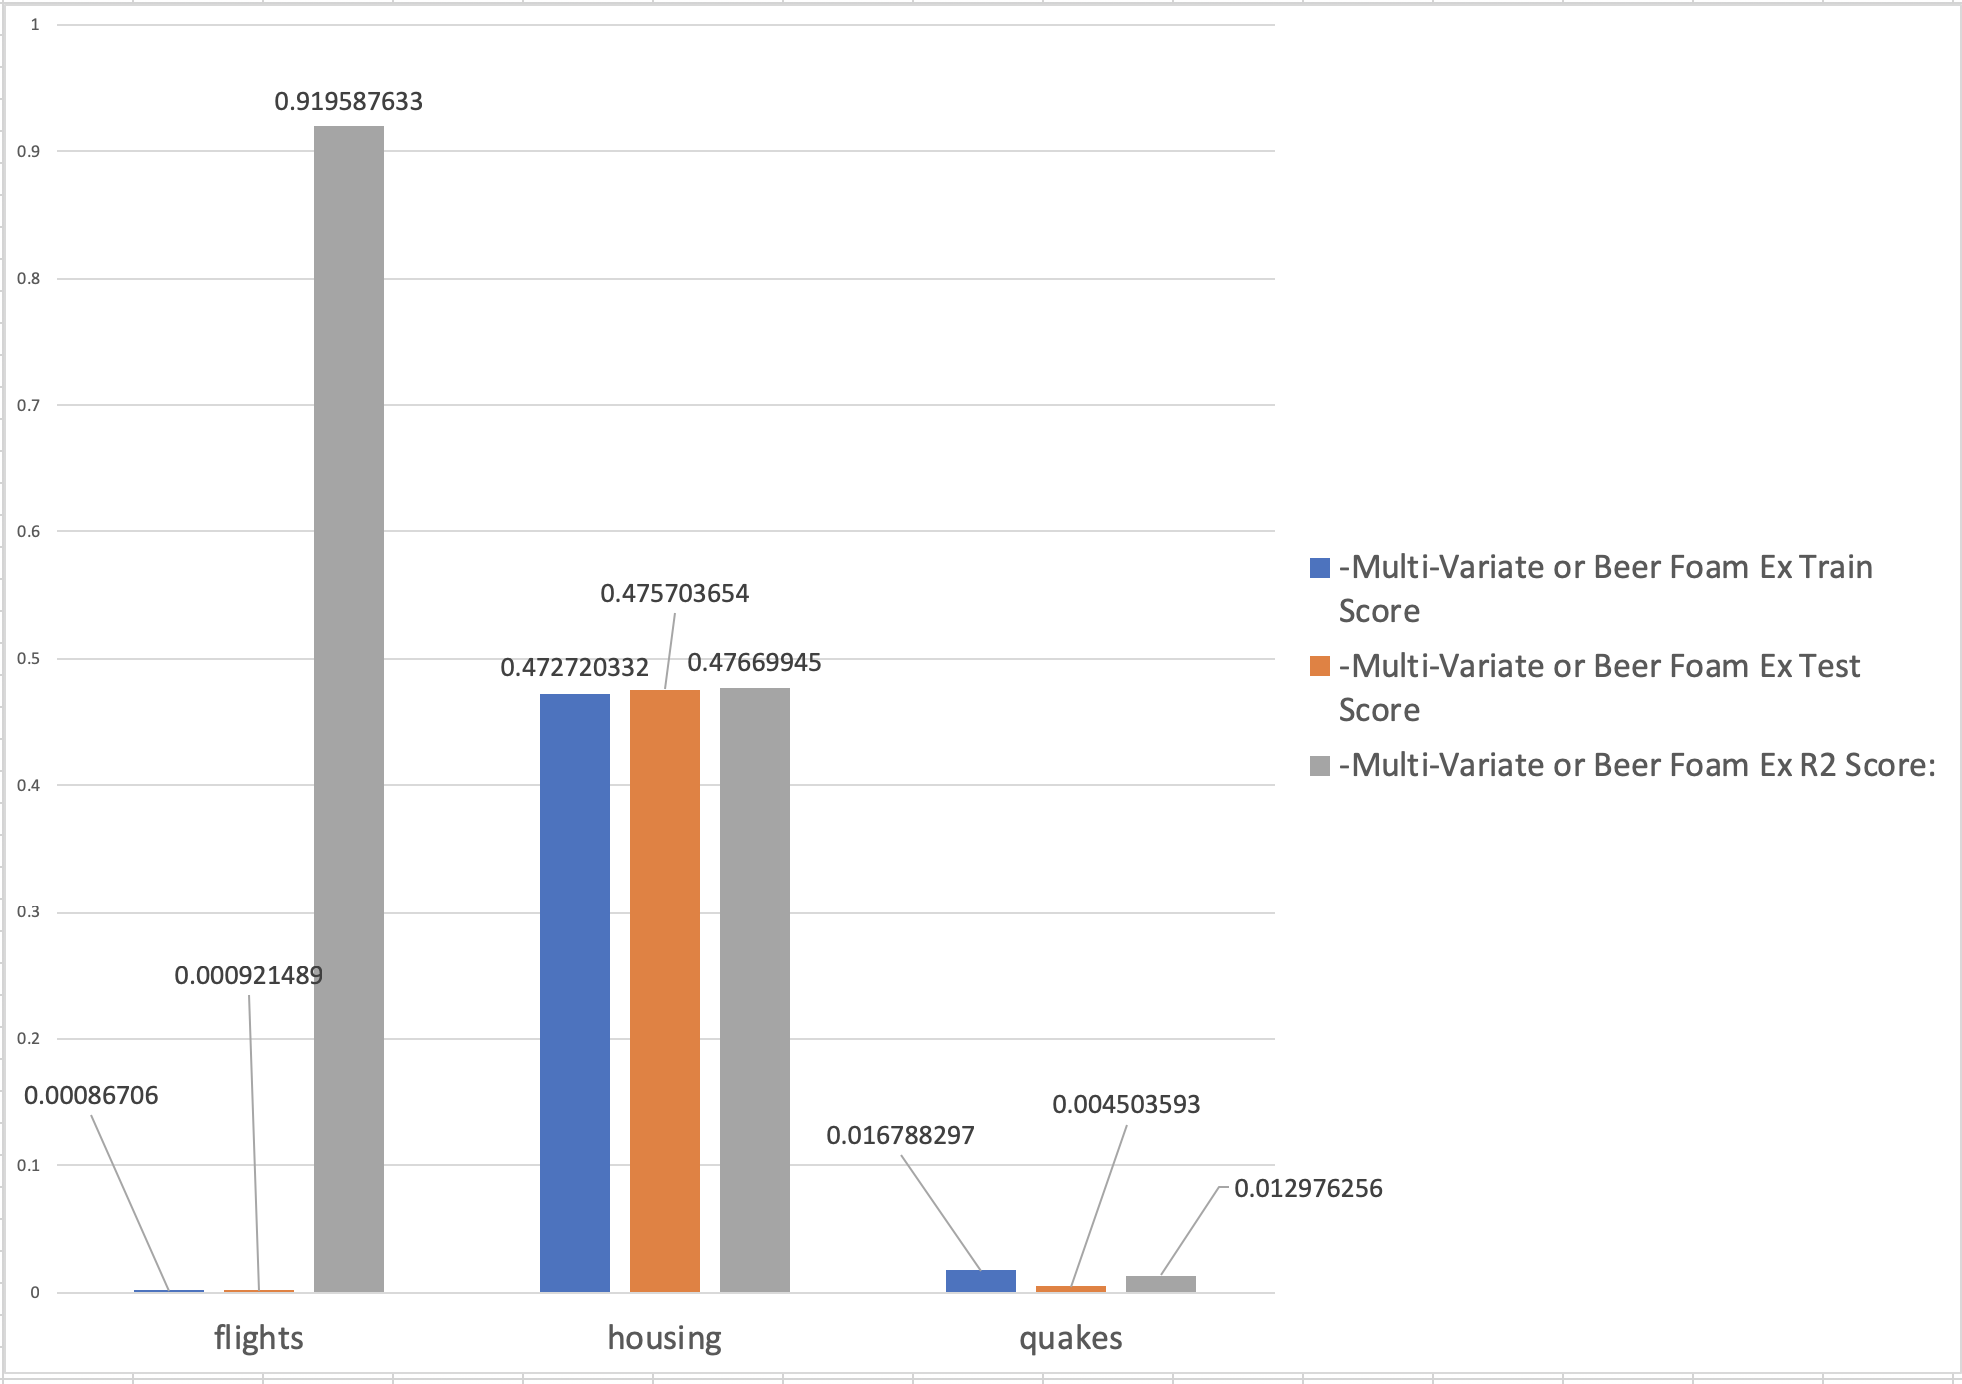 1
0.9
0.8
0.7
0.6
0.5
0.4
0.3
0.2
0.1
0
0.919587633
0.000921489
0.00086706
0.475703654
0.472720332
0.47669945
0.016788297
0.004503593
0.012976256
flights
housing
quakes
-Multi-Variate or Beer Foam Ex Train
Score
-Multi-Variate or Beer Foam Ex Test
Score
-Multi-Variate or Beer Foam Ex R2 Score: